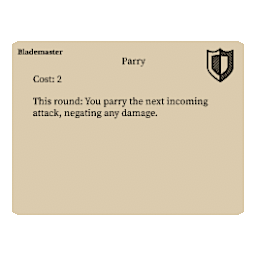 Blademaster
Parry
Cost: 2
This round: You parry the next incoming
attack, negating any damage.